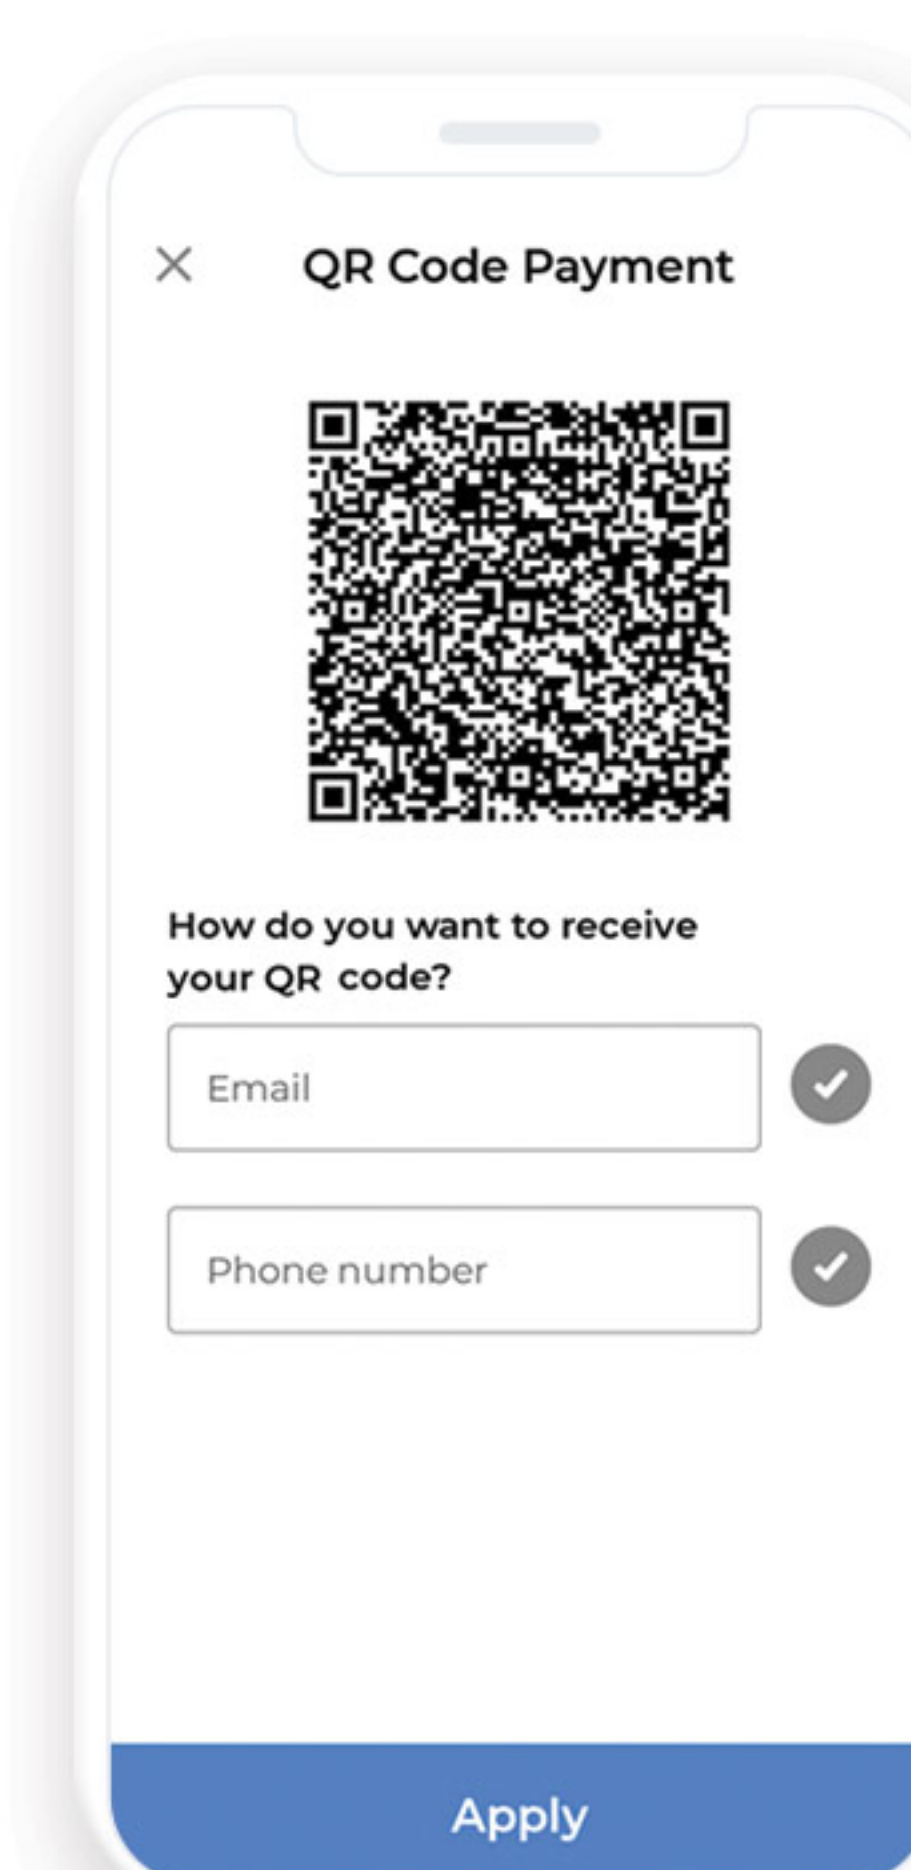 QR Code Payment
How do you want to receive
your QR code?
Email
Phone number
Apply